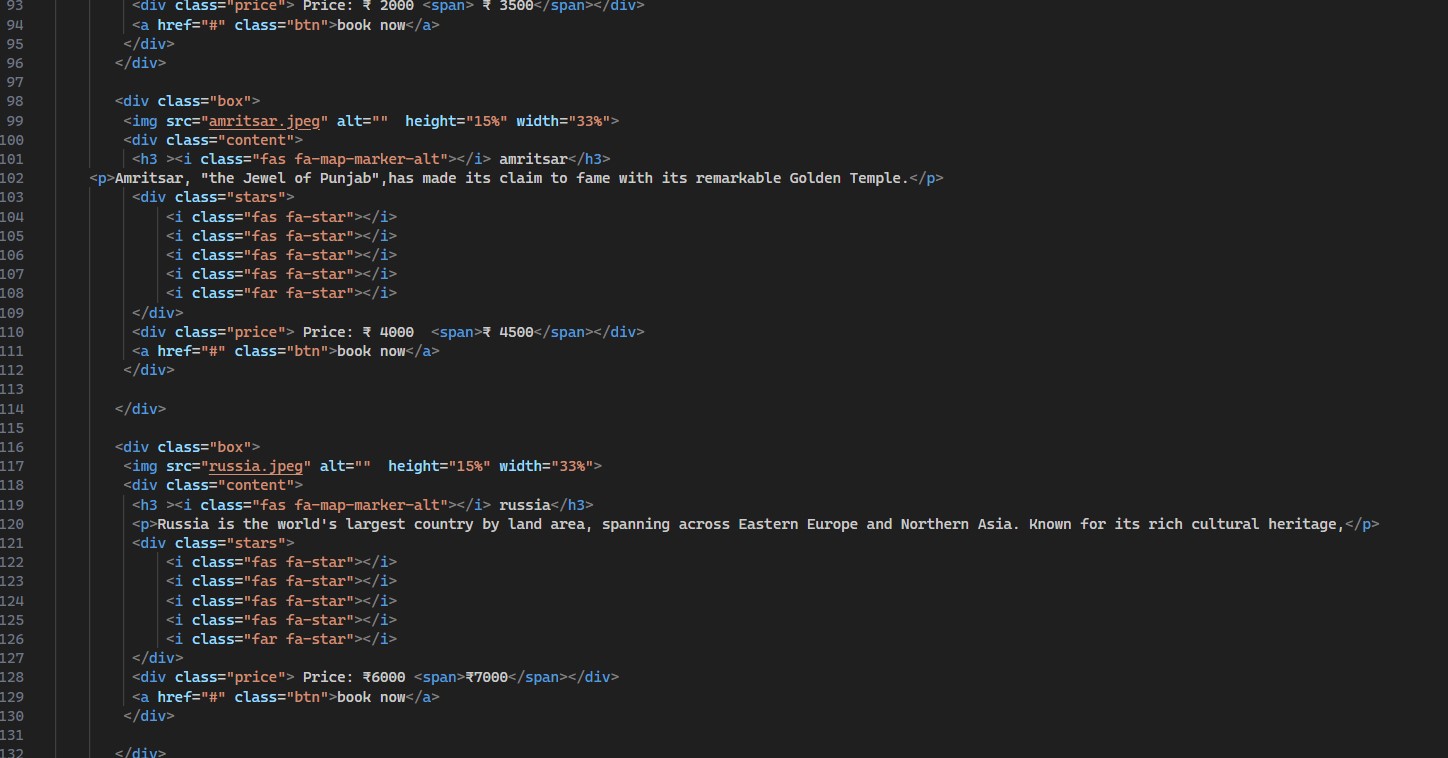 93 <div class="price"> Price: ₹ 2000 <span> ₹ 3500</span></div>
94 <a href="#" class="btn">book now</a>
95 </div>
96 </div>
97
98 <div class="box">
99 <img src="amritsar.jpeg" alt=""  height="15%" width="33%">
100 <div class="content">
101 <h3 ><i class="fas fa-map-marker-alt"></i> amritsar</h3>
102 <p>Amritsar, "the Jewel of Punjab",has made its claim to fame with its remarkable Golden Temple.</p>
103 <div class="stars">
104 <i class="fas fa-star"></i>
105 <i class="fas fa-star"></i>
106 <i class="fas fa-star"></i>
107 <i class="fas fa-star"></i>
108 <i class="far fa-star"></i>
109 </div>
110 <div class="price"> Price: ₹ 4000  <span>₹ 4500</span></div>
111 <a href="#" class="btn">book now</a>
112 </div>
113
114 </div>
115
116 <div class="box">
117 <img src="russia.jpeg" alt=""  height="15%" width="33%">
118 <div class="content">
119 <h3 ><i class="fas fa-map-marker-alt"></i> russia</h3>
120 <p>Russia is the world's largest country by land area, spanning across Eastern Europe and Northern Asia. Known for its rich cultural heritage,</p>
121 <div class="stars">
122 <i class="fas fa-star"></i>
123 <i class="fas fa-star"></i>
124 <i class="fas fa-star"></i>
125 <i class="fas fa-star"></i>
126 <i class="far fa-star"></i>
127 </div>
128 <div class="price"> Price: ₹6000 <span>₹7000</span></div>
129 <a href="#" class="btn">book now</a>
130 </div>
131
132 </div>